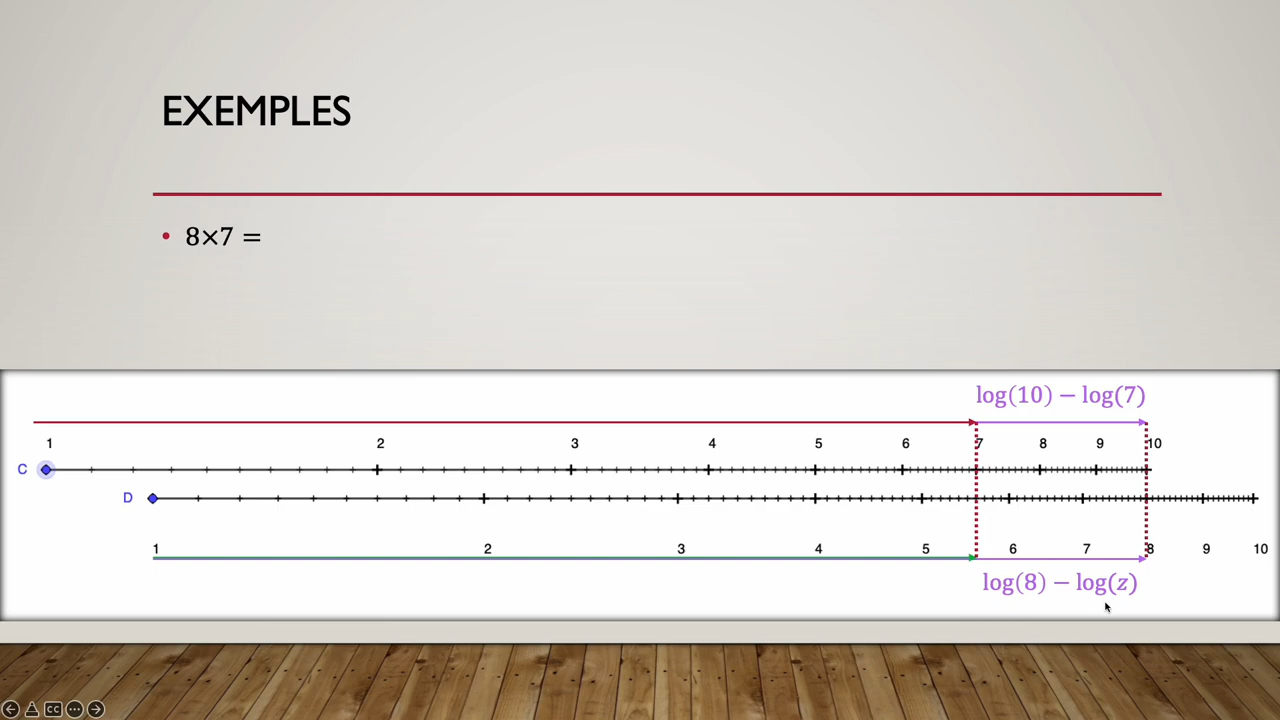 EXEMPLES
• 8×7 =
log(10) − log(7)
1 2 3 4 5 6 7 8 9 10
C
D
1 2 3 4 5 6 7 8 9 10
log(8) − log(z)
CC